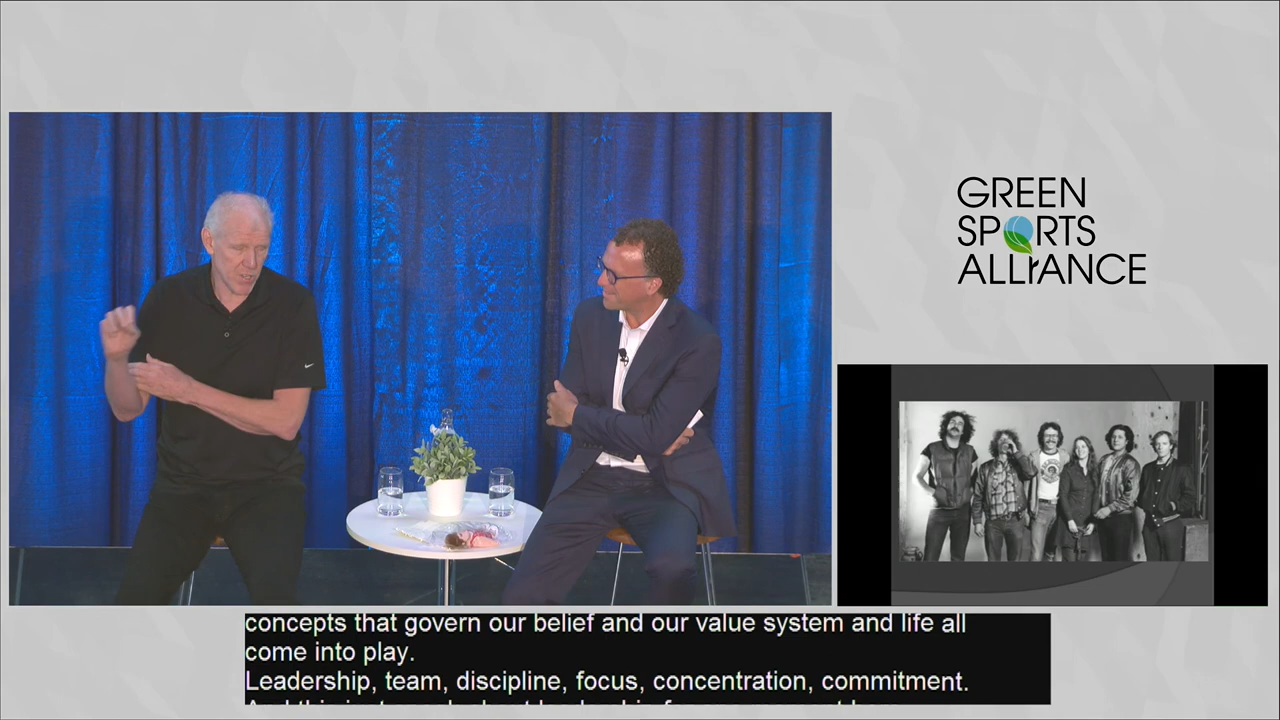 GREEN
SPORTS
ALLIANCE
concepts that govern our belief and our value system and life all
come into play.
Leadership, team, discipline, focus, concentration, commitment.